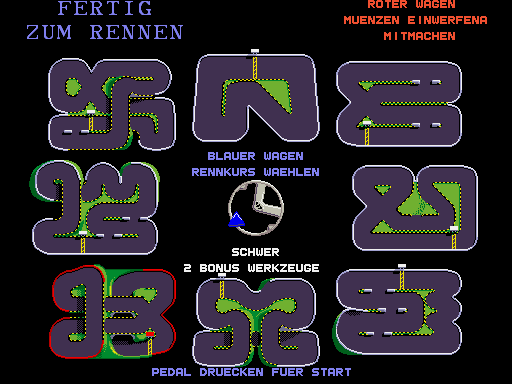 FERTIG
ZUM RENNEN
ROTER WAGEN
MUENZEN EINWERFENA
MITMACHEN
BLAUER WAGEN
RENNKURS WAEHLEN
SCHWER
2 BONUS WERKZEUGE
PEDAL DRUECKEN FUER START